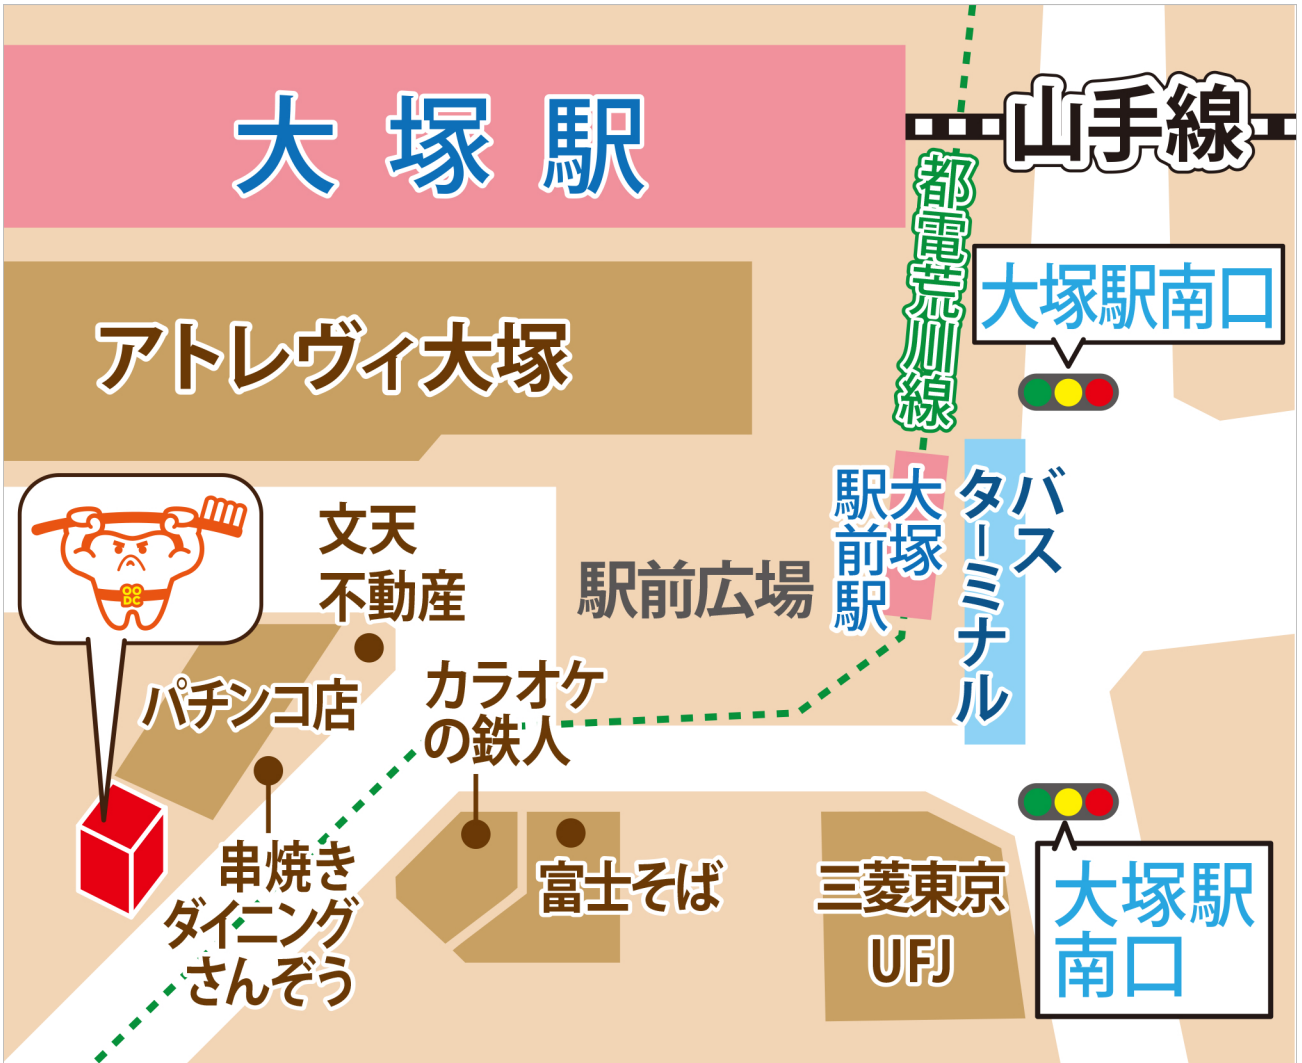 大塚駅
山手線
都電荒川線
大塚駅南口
アトレヴィ大塚
大塚
駅前駅
バス
ターミナル
駅前広場
文天
不動産
OO
DC
パチンコ店
カラオケ
の鉄人
串焼き
ダイニング
さんぞう
富士そば
三菱東京
UFJ
大塚駅
南口